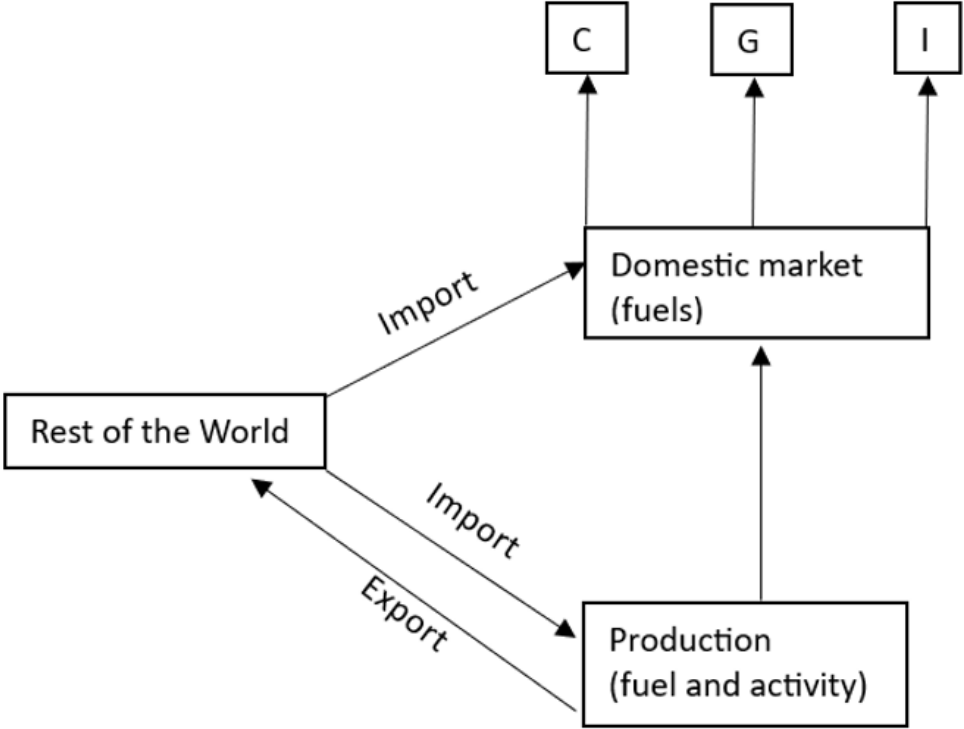 C
G
I
Domestic market
(fuels)
Import
Rest of the World
Import
Export
Production
(fuel and activity)